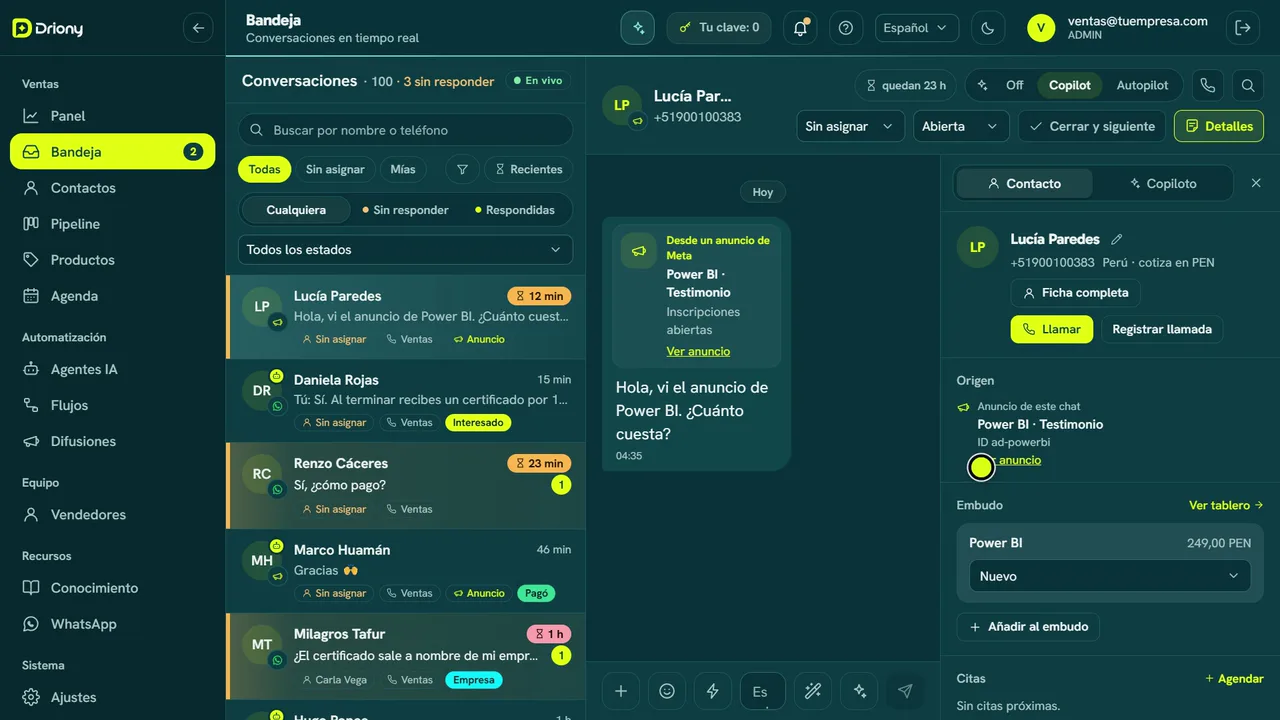 Driony
Ventas
Panel
Bandeja
2
Contactos
Pipeline
Productos
Agenda
Automatización
Agentes IA
Flujos
Difusiones
Equipo
Vendedores
Recursos
Conocimiento
WhatsApp
Sistema
Ajustes
Bandeja
Conversaciones en tiempo real
Tu clave: 0
Español
V
ventas@tuempresa.com
ADMIN
Conversaciones · 100 · 3 sin responder
En vivo
Buscar por nombre o teléfono
Todas
Sin asignar
Mías
Recientes
Cualquiera
Sin responder
Respondidas
Todos los estados
LP
Lucía Paredes
12 min
Hola, vi el anuncio de Power BI. ¿Cuánto cuest...
Sin asignar
Ventas
Anuncio
DR
Daniela Rojas
15 min
Tú: Sí. Al terminar recibes un certificado por 1...
Sin asignar
Ventas
Interesado
RC
Renzo Cáceres
23 min
Sí, ¿cómo pago?
1
Sin asignar
Ventas
MH
Marco Huamán
46 min
Gracias 🙌
Sin asignar
Ventas
Anuncio
Pagó
MT
Milagros Tafur
1 h
¿El certificado sale a nombre de mi empr...
1
Carla Vega
Ventas
Empresa
1 h
LP
Lucía Par...
+51900100383
quedan 23 h
Off
Copilot
Autopilot
Sin asignar
Abierta
Cerrar y siguiente
Detalles
Hoy
Desde un anuncio de
Meta
Power BI ·
Testimonio
Inscripciones
abiertas
Ver anuncio
Hola, vi el anuncio de
Power BI. ¿Cuánto
cuesta?
04:35
Es
Contacto
Copiloto
LP
Lucía Paredes
+51900100383 Perú · cotiza en PEN
Ficha completa
Llamar
Registrar llamada
Origen
Anuncio de este chat
Power BI · Testimonio
ID ad-powerbi
anuncio
Embudo
Ver tablero
Power BI
249,00 PEN
Nuevo
Añadir al embudo
Citas
+ Agendar
Sin citas próximas.